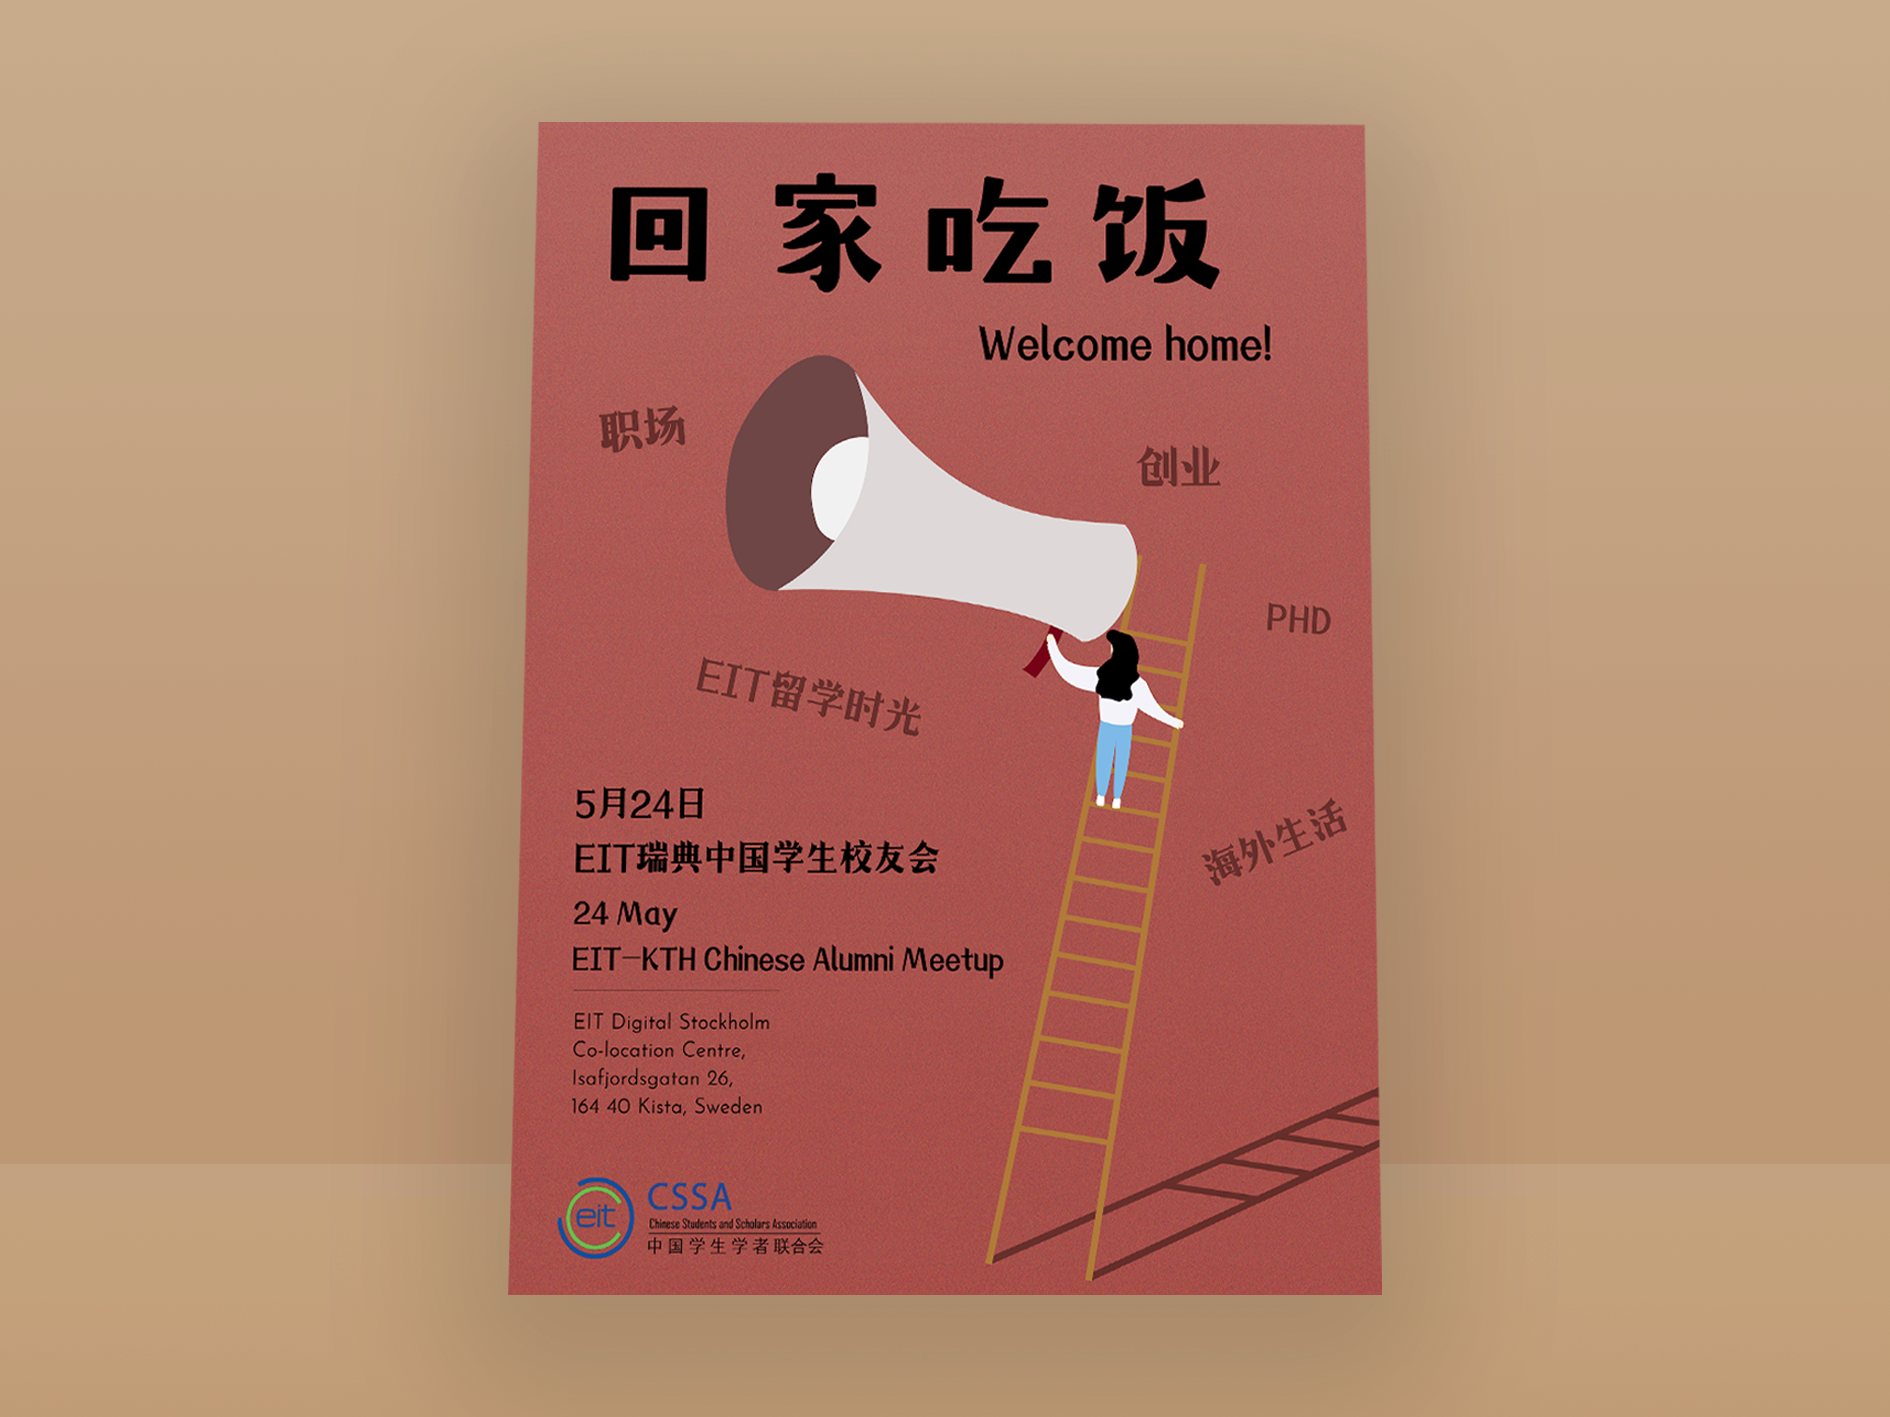 回家吃饭
Welcome home!
职场
创业
PHD
EIT留学时光
海外生活
5月24日
EIT瑞典中国学生校友会
24 May
EIT-KTH Chinese Alumni Meetup
EIT Digital Stockholm
Co-location Centre,
Isafjordsgatan 26,
164 40 Kista, Sweden
eit
CSSA
Chinese Students and Scholars Association
中国学生学者联合会